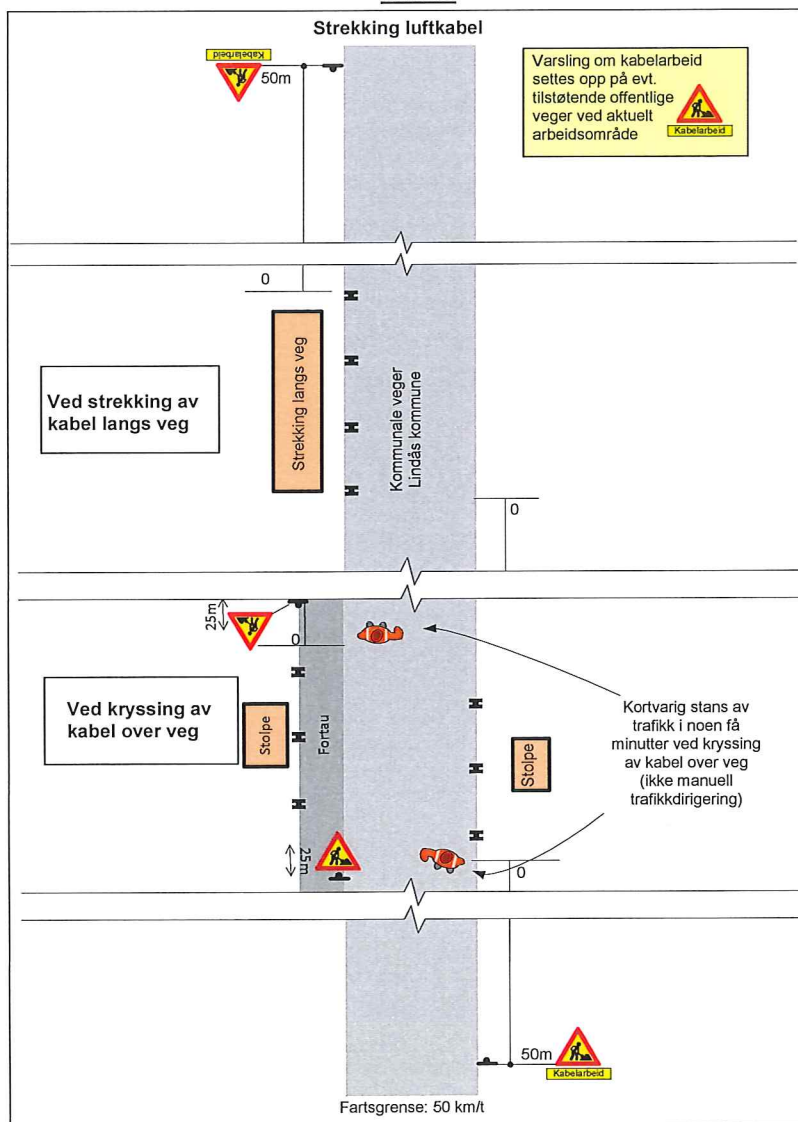 Strekking luftkabel
Kabelarbeid
50m
Varsling om kabelarbeid
settes opp på evt.
tilstøtende offentlige
veger ved aktuelt
arbeidsområde
Kabelarbeid
0
Ved strekking av
kabel langs veg
Strekking langs veg
Kommunale veger
Lindås kommune
0
25m
0
Ved kryssing av
kabel over veg
Stolpe
Fortau
Stolpe
Kortvarig stans av
trafikk i noen få
minutter ved kryssing
av kabel over veg
(ikke manuell
trafikkdirigering)
25m
0
50m
Kabelarbeid
Fartsgrense: 50 km/t